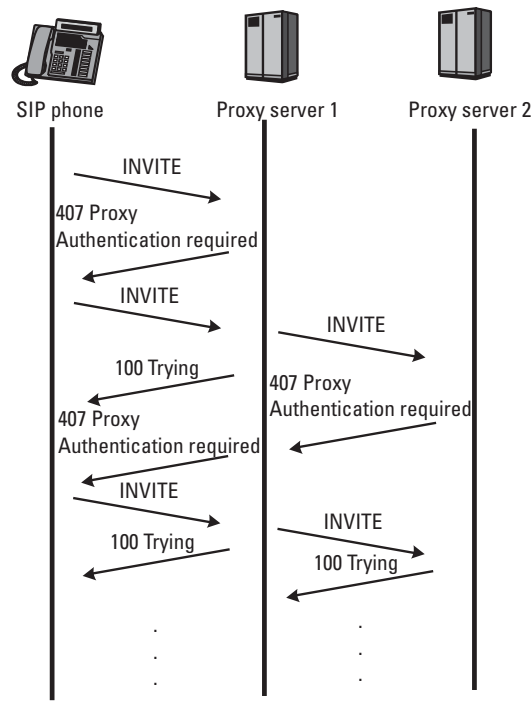 SIP phone
Proxy server 1
Proxy server 2
INVITE
407 Proxy
Authentication required
INVITE
INVITE
100 Trying
407 Proxy
Authentication required
407 Proxy
Authentication required
INVITE
INVITE
100 Trying
100 Trying